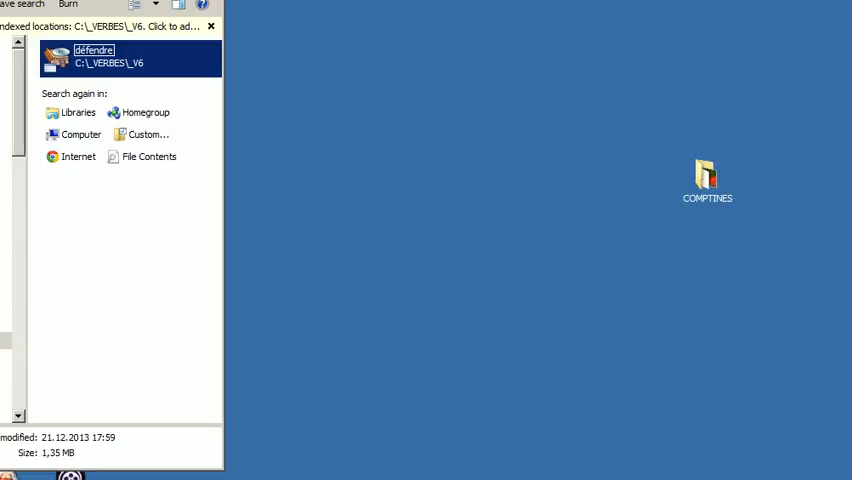 ave search Burn
ndexed locations: C:\_VERBES\_V6. Click to ad...
défendre
C:\_VERBES\_V6
Search again in:
Libraries Homegroup
Computer Custom...
Internet File Contents
COMPTINES
modified: 21.12.2013 17:59
Size: 1,35 MB